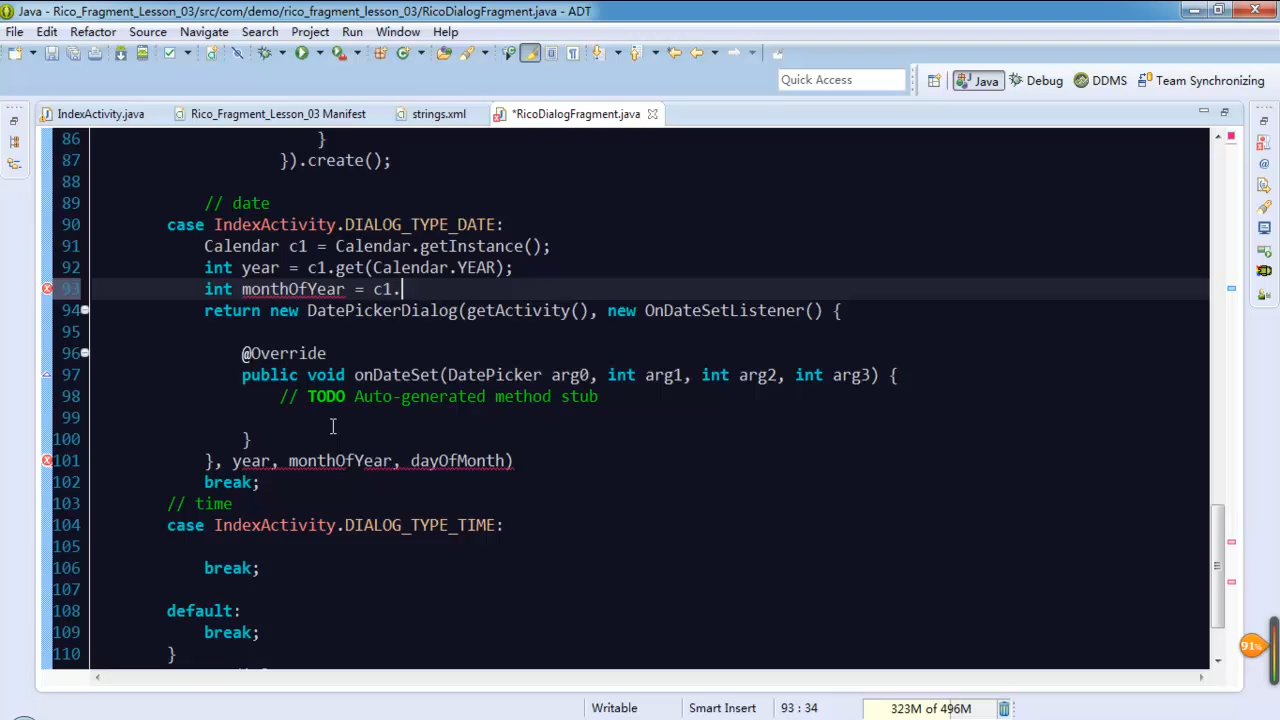 Java - Rico_Fragment_Lesson_03/src/com/demo/rico_fragment_lesson_03/RicoDialogFragment.java - ADT
File Edit Refactor Source Navigate Search Project Run Window Help
Quick Access
Java Debug DDMS Team Synchronizing
IndexActivity.java Rico_Fragment_Lesson_03 Manifest strings.xml *RicoDialogFragment.java
86 }
87 }).create();
88
89 // date
90 case IndexActivity.DIALOG_TYPE_DATE:
91 Calendar c1 = Calendar.getInstance();
92 int year = c1.get(Calendar.YEAR);
93 int monthOfYear = c1.
94 return new DatePickerDialog(getActivity(), new OnDateSetListener() {
95
96 @Override
97 public void onDateSet(DatePicker arg0, int arg1, int arg2, int arg3) {
98 // TODO Auto-generated method stub
99
100 }
101 }, year, monthOfYear, dayOfMonth)
102 break;
103 // time
104 case IndexActivity.DIALOG_TYPE_TIME:
105
106 break;
107
108 default:
109 break;
110 }
91%
Writable Smart Insert 93 : 34 323M of 496M